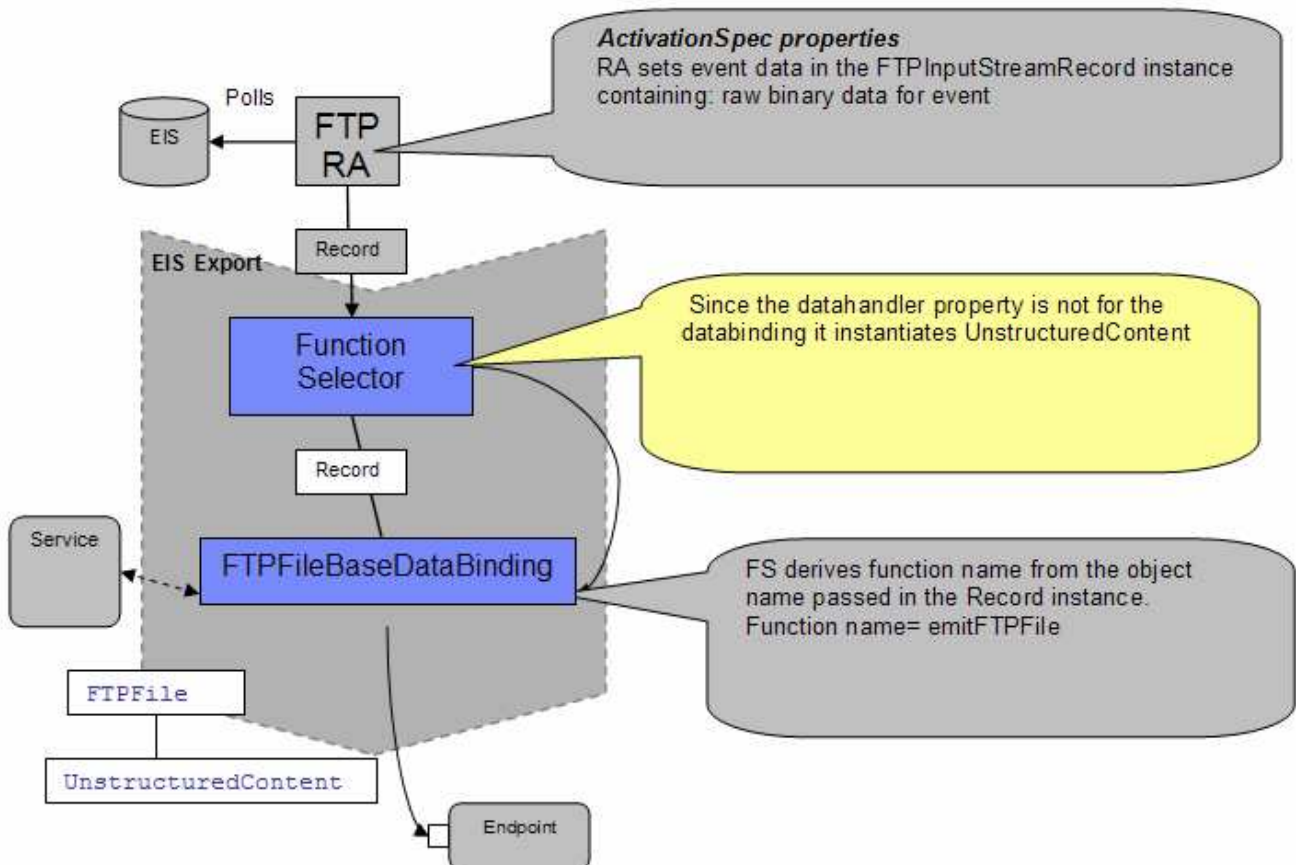 ActivationSpec properties
RA sets event data in the FTPInputStreamRecord instance
containing: raw binary data for event
Polls
EIS
FTP
RA
Record
EIS Export
Since the datahandler property is not for the
databinding it instantiates UnstructuredContent
Function
Selector
Record
Service
FTPFileBaseDataBinding
FS derives function name from the object
name passed in the Record instance.
Function name= emitFTPFile
FTPFile
UnstructuredContent
Endpoint